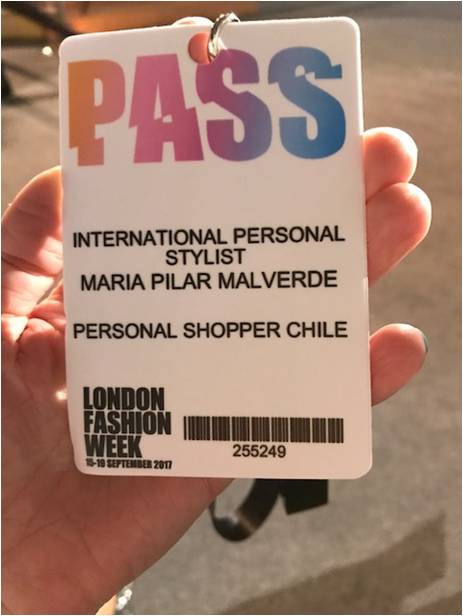 PASS
INTERNATIONAL PERSONAL
STYLIST
MARIA PILAR MALVERDE
PERSONAL SHOPPER CHILE
LONDON
FASHION
WEEK
15-19 SEPTEMBER 2017
255249